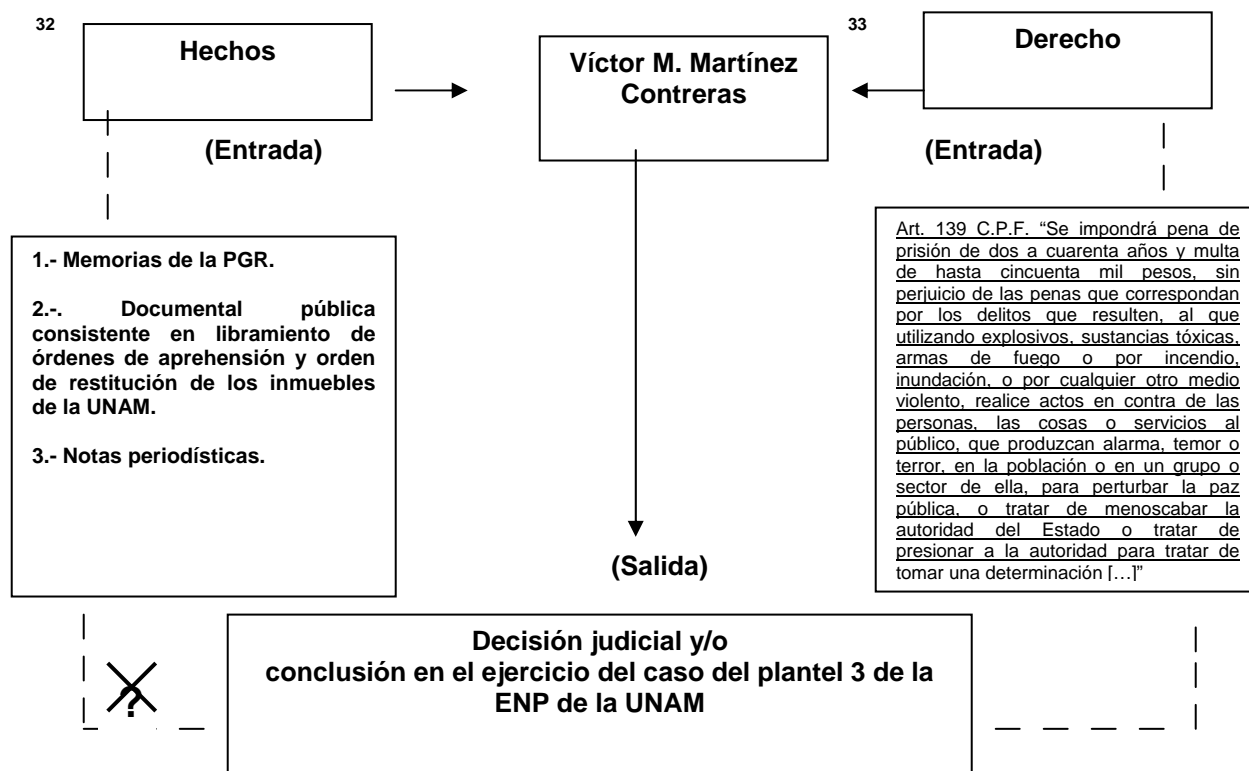 32
Hechos
Víctor M. Martínez
Contreras
33
Derecho
(Entrada)
(Entrada)
1.- Memorias de la PGR.
2.-. Documental pública
consistente en libramiento de
órdenes de aprehensión y orden
de restitución de los inmuebles
de la UNAM.
3.- Notas periodísticas.
Art. 139 C.P.F. “Se impondrá pena de
prisión de dos a cuarenta años y multa
de hasta cincuenta mil pesos, sin
perjuicio de las penas que correspondan
por los delitos que resulten, al que
utilizando explosivos, sustancias tóxicas,
armas de fuego o por incendio,
inundación, o por cualquier otro medio
violento, realice actos en contra de las
personas, las cosas o servicios al
público, que produzcan alarma, temor o
terror, en la población o en un grupo o
sector de ella, para perturbar la paz
pública, o tratar de menoscabar la
autoridad del Estado o tratar de
presionar a la autoridad para tratar de
tomar una determinación […]”
(Salida)
Decisión judicial y/o
conclusión en el ejercicio del caso del plantel 3 de la
ENP de la UNAM
?